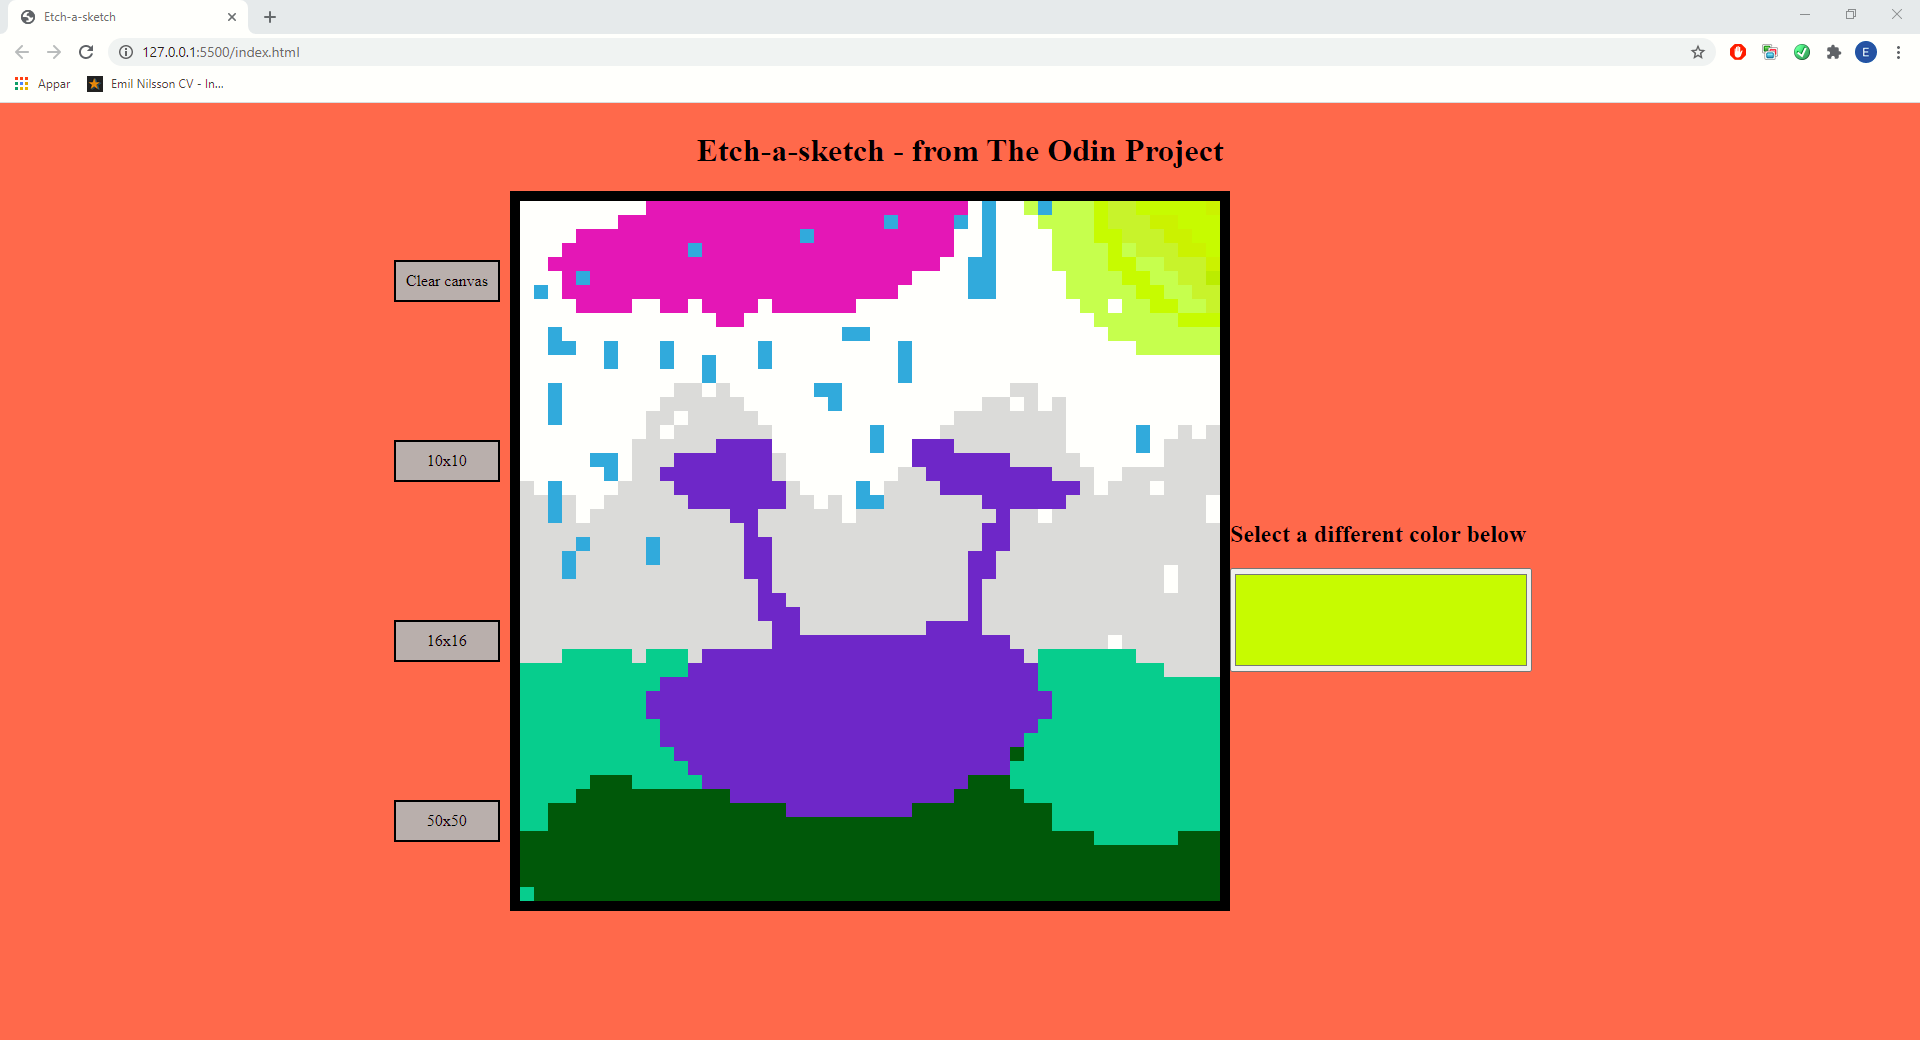 Etch-a-sketch
127.0.0.1:5500/index.html
E
Appar
Emil Nilsson CV - In...
Etch-a-sketch - from The Odin Project
Clear canvas
10x10
16x16
50x50
Select a different color below